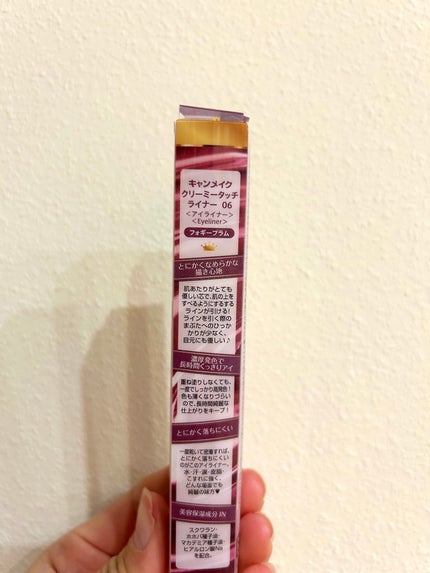 キャンメイク
クリーミータッチ
ライナー 06
＜アイライナー＞
＜Eyeliner＞
フォギープラム
とにかくなめらかな
描き心地
肌あたりがとても
優しい芯で、肌の上を
すべるようにするする
ラインが引ける!
ラインを引く際の
まぶたへのひっか
かりが少なく、
目元にも優しい♪
濃厚発色で
長時間くっきりアイ
重ね塗りしなくても、
一度でしっかり高発色!
色も薄くなりづらい
ので、長時間綺麗な
仕上がりをキープ!
とにかく落ちにくい
一度乾いて密着すれば、
とにかく落ちにくい
のがこのアイライナー。
水・汗・涙・皮脂・
こすれに強く、
どんな場面でも
綺麗の味方♥
美容保湿成分 IN
スクワラン・
ホホバ種子油・
マカデミア種子油・
ヒアルロン酸Na
を配合。